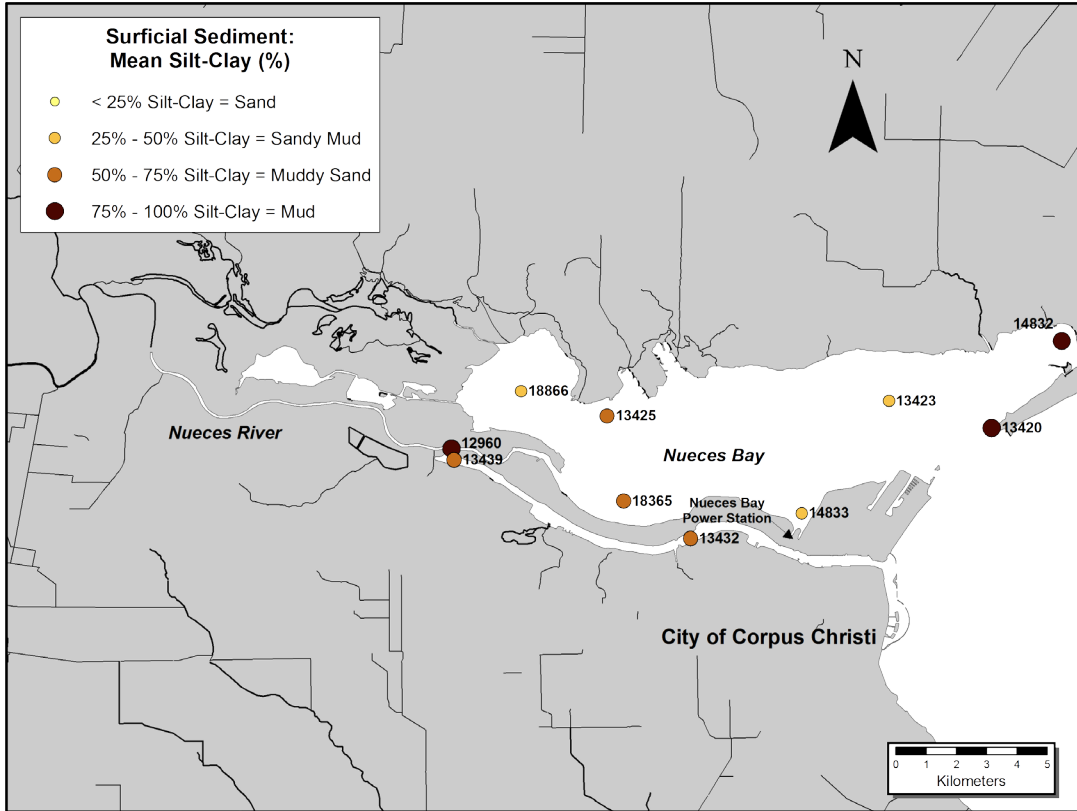 Surficial Sediment:
Mean Silt-Clay (%)
< 25% Silt-Clay = Sand
25% - 50% Silt-Clay = Sandy Mud
50% - 75% Silt-Clay = Muddy Sand
75% - 100% Silt-Clay = Mud
N
14832
18866
13425
13423
13420
Nueces River
12960
13439
Nueces Bay
18365
Nueces Bay
Power Station
14833
13432
City of Corpus Christi
0 1 2 3 4 5
Kilometers